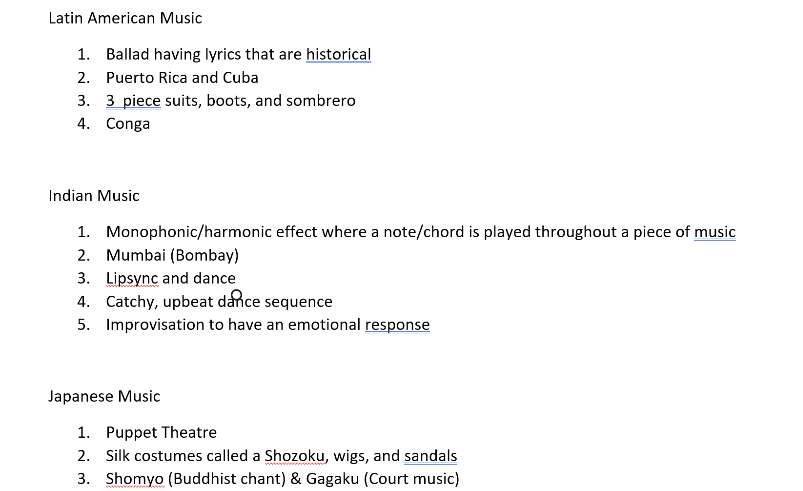 Latin American Music
1. Ballad having lyrics that are historical
2. Puerto Rica and Cuba
3. 3 piece suits, boots, and sombrero
4. Conga
Indian Music
1. Monophonic/harmonic effect where a note/chord is played throughout a piece of music
2. Mumbai (Bombay)
3. Lipsync and dance
4. Catchy, upbeat dance sequence
5. Improvisation to have an emotional response
Japanese Music
1. Puppet Theatre
2. Silk costumes called a Shozoku, wigs, and sandals
3. Shomyo (Buddhist chant) & Gagaku (Court music)